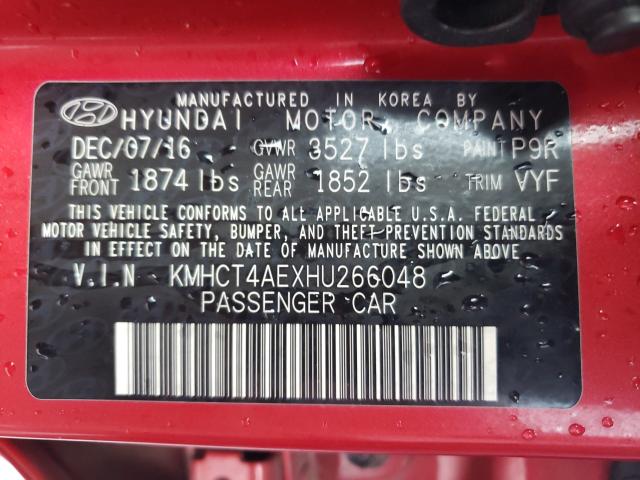 MANUFACTURED IN KOREA BY
HYUNDAI MOTOR COMPANY
DEC/07/16 GVWR 3527 lbs PAINT P9R
GAWR FRONT 1874 lbs GAWR REAR 1852 lbs TRIM VYF
THIS VEHICLE CONFORMS TO ALL APPLICABLE U.S.A. FEDERAL
MOTOR VEHICLE SAFETY, BUMPER, AND THEFT PREVENTION STANDARDS
IN EFFECT ON THE DATE OF MANUFACTURE SHOWN ABOVE.
V.I.N KMHCT4AEXHU266048
PASSENGER CAR